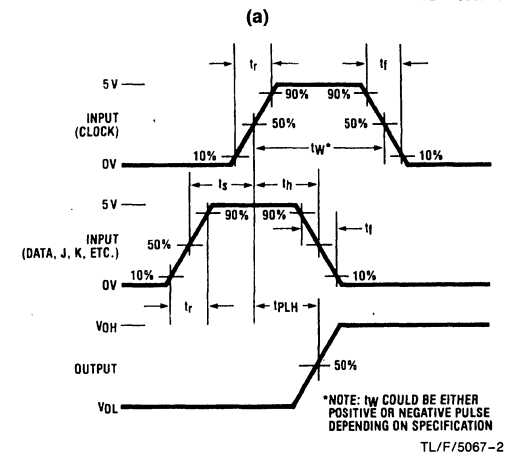 (a)
tr
tf
5 V
90%
90%
INPUT
(CLOCK)
50%
50%
tW*
10%
10%
0V
ts
th
5 V
90%
90%
INPUT
(DATA, J, K, ETC.)
50%
tf
10%
10%
0V
tr
tPLH
VOH
OUTPUT
50%
VOL
*NOTE: tW COULD BE EITHER
POSITIVE OR NEGATIVE PULSE
DEPENDING ON SPECIFICATION
TL/F/5067-2